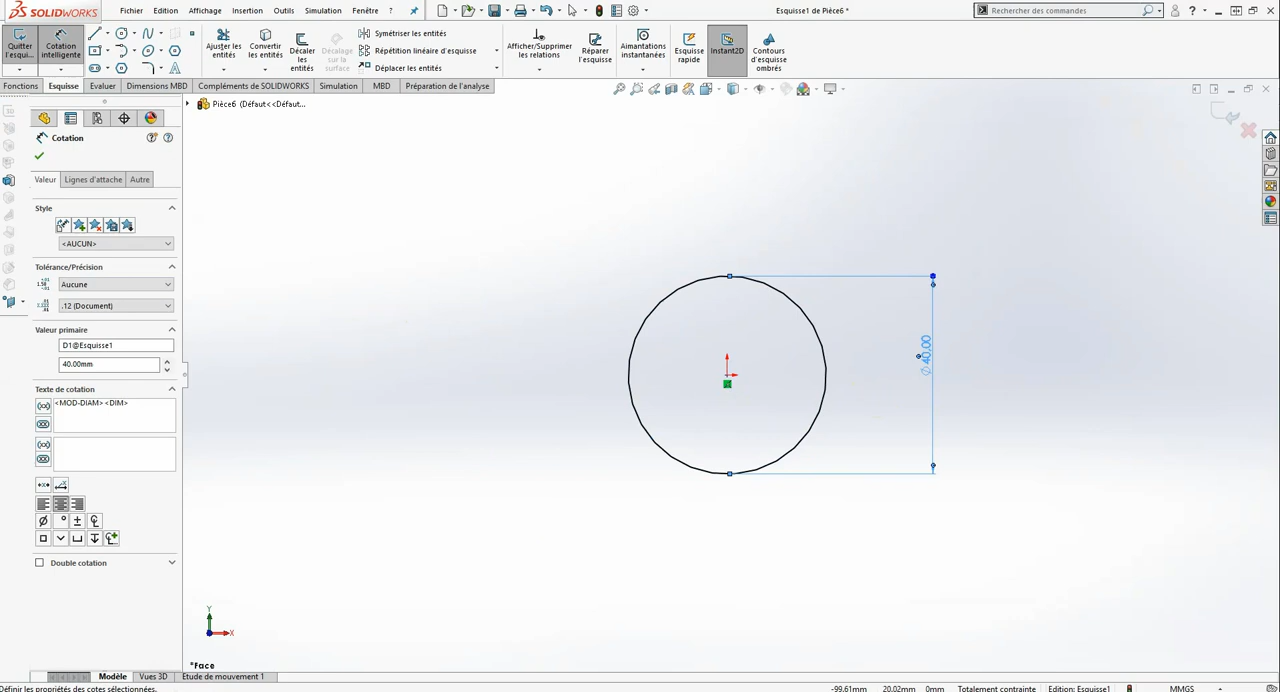 SOLIDWORKS Fichier Edition Affichage Insertion Outils Simulation Fenêtre Esquisse1 de Pièce6 * Rechercher des commandes
Quitter l'esqui...
Cotation intelligente
Ajuster les entités
Convertir les entités
Décaler les entités
Décalage sur la surface
Symétriser les entités
Répétition linéaire d'esquisse
Déplacer les entités
Afficher/Supprimer les relations
Réparer l'esquisse
Aimantations instantanées
Esquisse rapide
Instant2D
Contours d'esquisse ombrés
Fonctions Esquisse Evaluer Dimensions MBD Compléments de SOLIDWORKS Simulation MBD Préparation de l'analyse
Pièce6 (Défaut<<Défaut...
Cotation
Valeur Lignes d'attache Autre
Style
<AUCUN>
Tolérance/Précision
Aucune
.12 (Document)
Valeur primaire
D1@Esquisse1
40.00mm
Texte de cotation
<MOD-DIAM><DIM>
Double cotation
∅40.00
Y
X
*Face
Modèle Vues 3D Etude de mouvement 1
Définir les propriétés des cotes sélectionnées. -99.61mm 20.02mm 0mm Totalement contrainte Edition: Esquisse1 MMGS